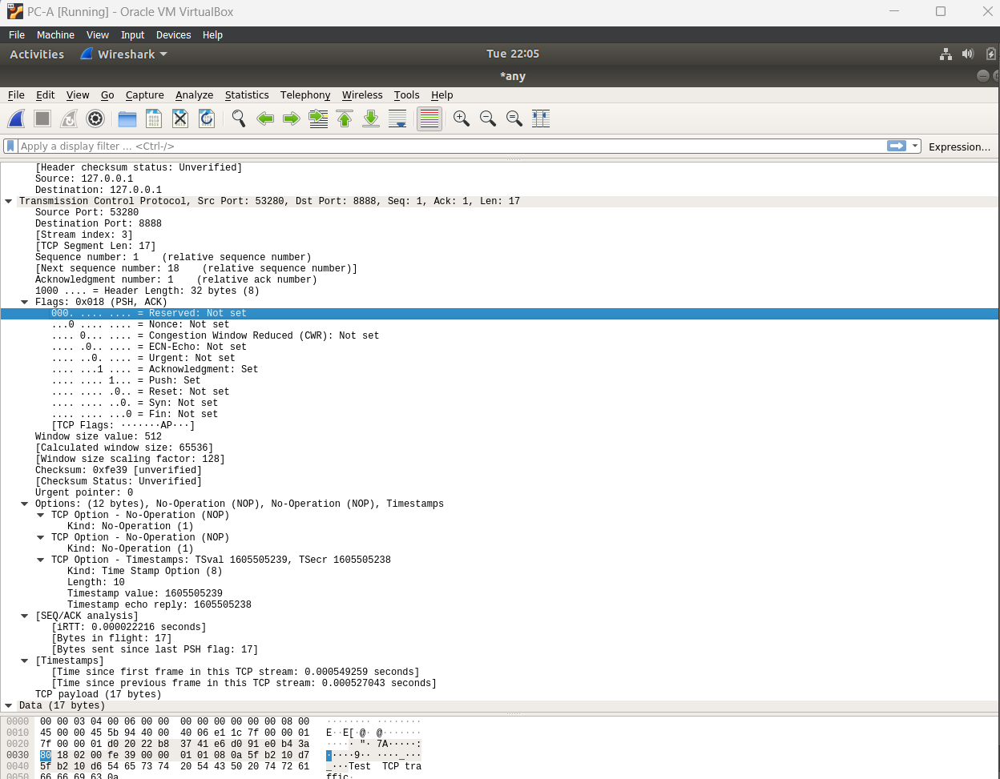 PC-A [Running] - Oracle VM VirtualBox
File Machine View Input Devices Help
Activities Wireshark Tue 22:05
*any
File Edit View Go Capture Analyze Statistics Telephony Wireless Tools Help
Apply a display filter ... <Ctrl-/> Expression...
[Header checksum status: Unverified]
Source: 127.0.0.1
Destination: 127.0.0.1
Transmission Control Protocol, Src Port: 53280, Dst Port: 8888, Seq: 1, Ack: 1, Len: 17
Source Port: 53280
Destination Port: 8888
[Stream index: 3]
[TCP Segment Len: 17]
Sequence number: 1    (relative sequence number)
[Next sequence number: 18    (relative sequence number)]
Acknowledgment number: 1    (relative ack number)
1000 .... = Header Length: 32 bytes (8)
Flags: 0x018 (PSH, ACK)
000. .... .... = Reserved: Not set
...0 .... .... = Nonce: Not set
.... 0... .... = Congestion Window Reduced (CWR): Not set
.... .0.. .... = ECN-Echo: Not set
.... ..0. .... = Urgent: Not set
.... ...1 .... = Acknowledgment: Set
.... .... 1... = Push: Set
.... .... .0.. = Reset: Not set
.... .... ..0. = Syn: Not set
.... .... ...0 = Fin: Not set
[TCP Flags: ·······AP···]
Window size value: 512
[Calculated window size: 65536]
[Window size scaling factor: 128]
Checksum: 0xfe39 [unverified]
[Checksum Status: Unverified]
Urgent pointer: 0
Options: (12 bytes), No-Operation (NOP), No-Operation (NOP), Timestamps
TCP Option - No-Operation (NOP)
Kind: No-Operation (1)
TCP Option - No-Operation (NOP)
Kind: No-Operation (1)
TCP Option - Timestamps: TSval 1605505239, TSecr 1605505238
Kind: Time Stamp Option (8)
Length: 10
Timestamp value: 1605505239
Timestamp echo reply: 1605505238
[SEQ/ACK analysis]
[iRTT: 0.000022216 seconds]
[Bytes in flight: 17]
[Bytes sent since last PSH flag: 17]
[Timestamps]
[Time since first frame in this TCP stream: 0.000549259 seconds]
[Time since previous frame in this TCP stream: 0.000527043 seconds]
TCP payload (17 bytes)
Data (17 bytes)
0000 00 00 03 04 00 06 00 00 00 00 00 00 00 00 08 00 ········ ········
0010 45 00 00 45 5b 94 40 00 40 06 e1 1c 7f 00 00 01 E··E[·@· @·······
0020 7f 00 00 01 d0 20 22 b8 37 41 e6 d0 91 e0 b4 3a ····· "· 7A·····:
0030 80 18 02 00 fe 39 00 00 01 01 08 0a 5f b2 10 d7 ·····9·· ····_···
0040 5f b2 10 d6 54 65 73 74 20 54 43 50 20 74 72 61 _···Test TCP tra
0050 66 66 69 63 0a ffic·